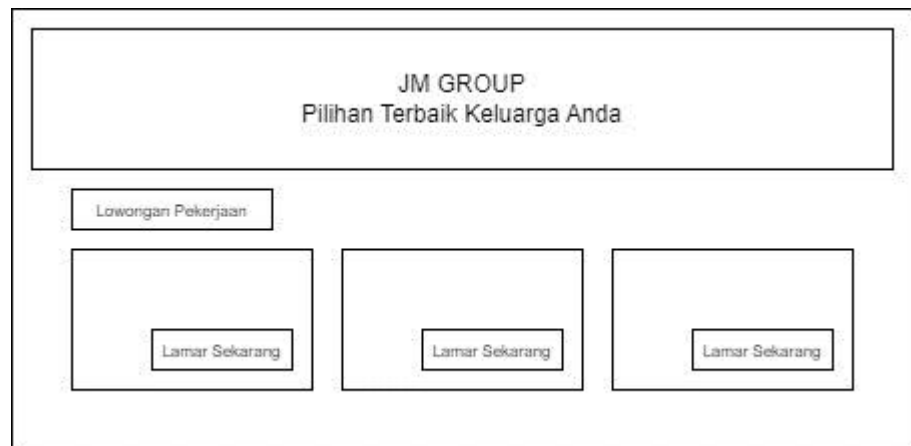 JM GROUP
Pilihan Terbaik Keluarga Anda
Lowongan Pekerjaan
Lamar Sekarang
Lamar Sekarang
Lamar Sekarang